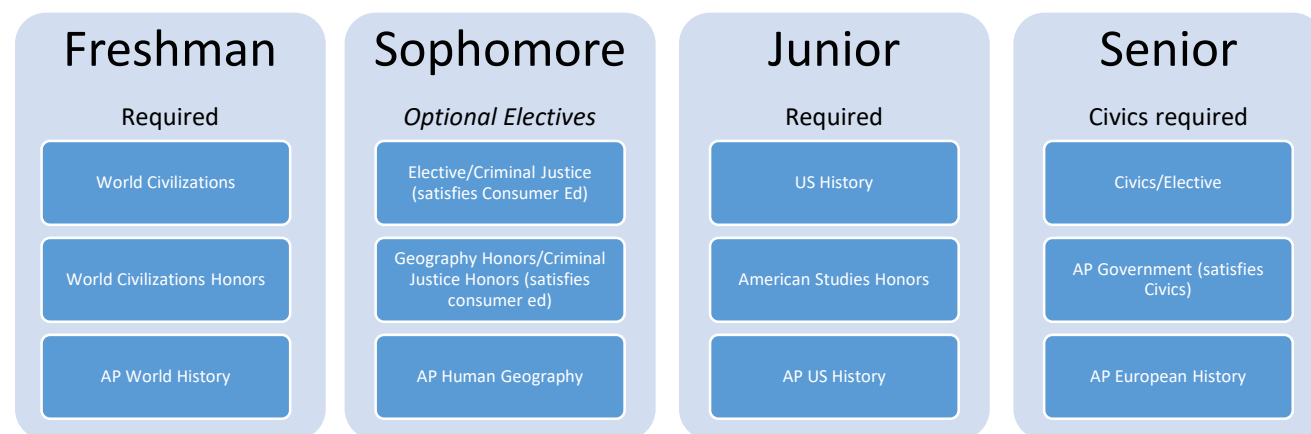 Freshman
Required
World Civilizations
World Civilizations Honors
AP World History
Sophomore
Optional Electives
Elective/Criminal Justice
(satisfies Consumer Ed)
Geography Honors/Criminal
Justice Honors (satisfies
consumer ed)
AP Human Geography
Junior
Required
US History
American Studies Honors
AP US History
Senior
Civics required
Civics/Elective
AP Government (satisfies
Civics)
AP European History